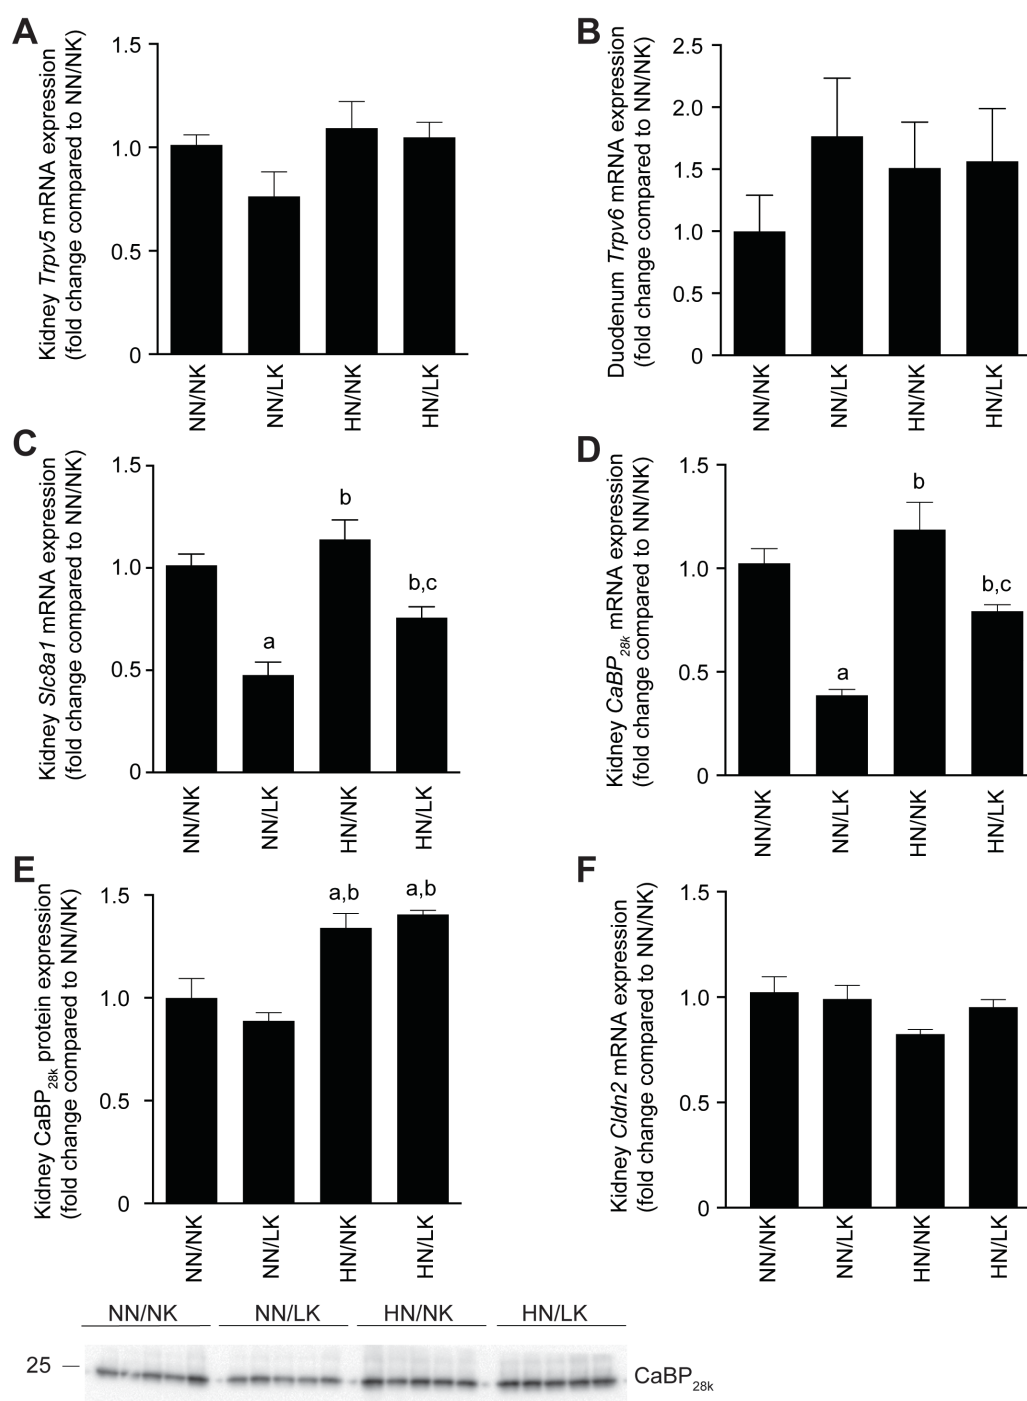 A
Kidney Trpv5 mRNA expression
(fold change compared to NN/NK)
1.5
1.0
0.5
0
NN/NK
NN/LK
HN/NK
HN/LK
B
Duodenum Trpv6 mRNA expression
(fold change compared to NN/NK)
2.5
2.0
1.5
1.0
0.5
0
NN/NK
NN/LK
HN/NK
HN/LK
C
Kidney Slc8a1 mRNA expression
(fold change compared to NN/NK)
1.5
1.0
0.5
0
a
b
b,c
NN/NK
NN/LK
HN/NK
HN/LK
D
Kidney CaBP28k mRNA expression
(fold change compared to NN/NK)
1.5
1.0
0.5
0
a
b
b,c
NN/NK
NN/LK
HN/NK
HN/LK
E
Kidney CaBP28k protein expression
(fold change compared to NN/NK)
1.5
1.0
0.5
0
a,b
a,b
NN/NK
NN/LK
HN/NK
HN/LK
NN/NK NN/LK HN/NK HN/LK
25
CaBP28k
F
Kidney Cldn2 mRNA expression
(fold change compared to NN/NK)
1.5
1.0
0.5
0
NN/NK
NN/LK
HN/NK
HN/LK